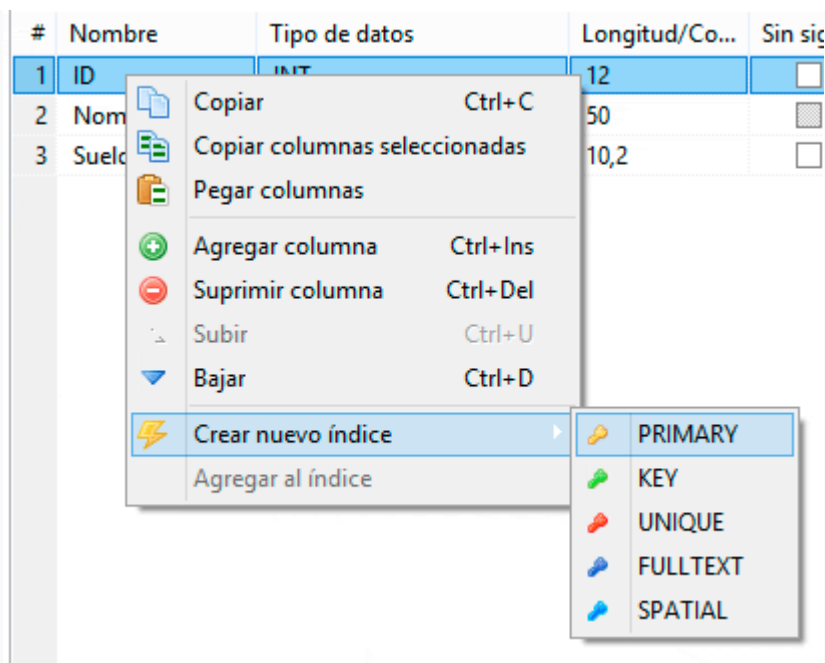 # Nombre Tipo de datos Longitud/Co... Sin sig
1 ID INT 12
2 Nom 50
3 Sueld 10,2
Copiar Ctrl+C
Copiar columnas seleccionadas
Pegar columnas
Agregar columna Ctrl+Ins
Suprimir columna Ctrl+Del
Subir Ctrl+U
Bajar Ctrl+D
Crear nuevo índice
Agregar al índice
PRIMARY
KEY
UNIQUE
FULLTEXT
SPATIAL